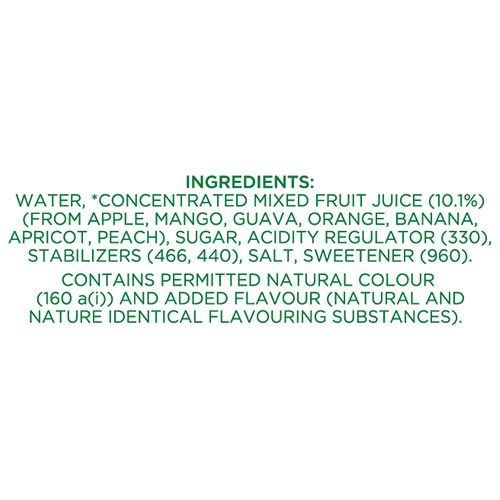 INGREDIENTS:
WATER, *CONCENTRATED MIXED FRUIT JUICE (10.1%)
(FROM APPLE, MANGO, GUAVA, ORANGE, BANANA,
APRICOT, PEACH), SUGAR, ACIDITY REGULATOR (330),
STABILIZERS (466, 440), SALT, SWEETENER (960).
CONTAINS PERMITTED NATURAL COLOUR
(160 a(i)) AND ADDED FLAVOUR (NATURAL AND
NATURE IDENTICAL FLAVOURING SUBSTANCES).